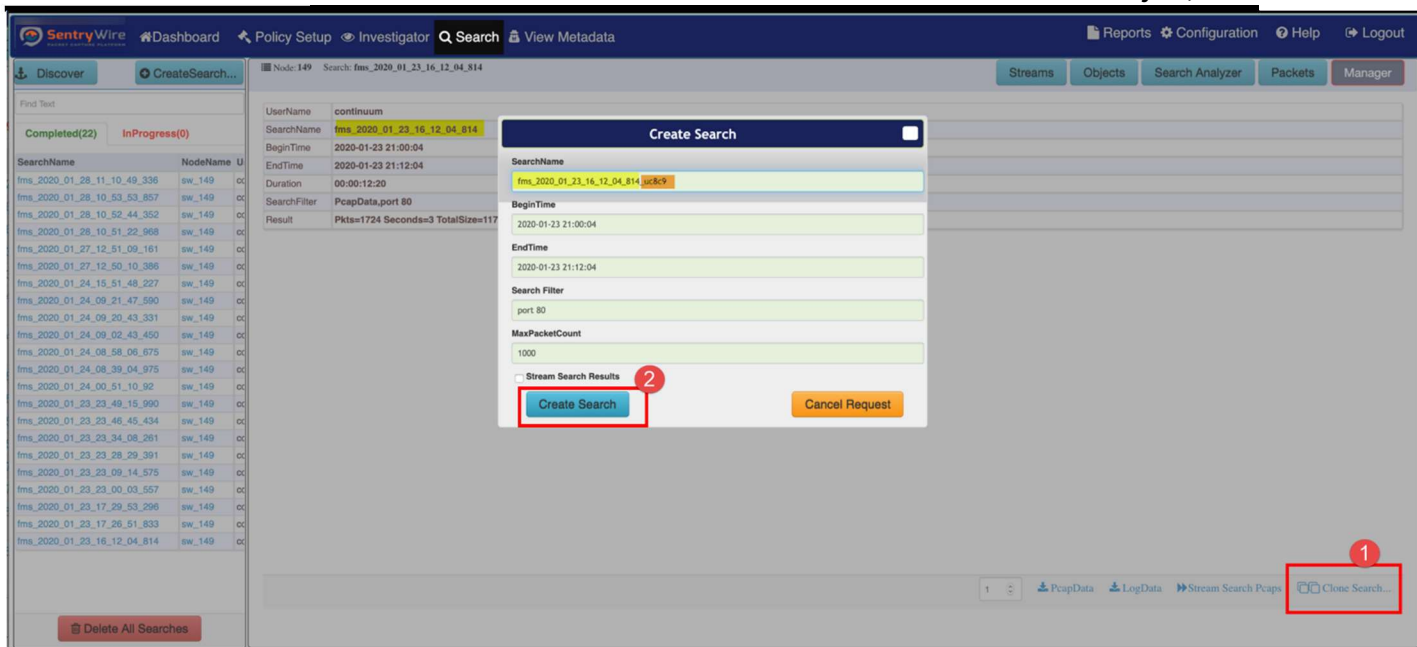 SentryWire Dashboard Policy Setup Investigator Search View Metadata Reports Configuration Help Logout
Discover CreateSearch... Node: 149 Search: fms_2020_01_23_16_12_04_814 Streams Objects Search Analyzer Packets Manager
Find Text
Completed(22) InProgress(0)
SearchName NodeName U
fms_2020_01_28_11_10_49_336 sw_149
fms_2020_01_28_10_53_53_857 sw_149
fms_2020_01_28_10_52_44_352 sw_149
fms_2020_01_28_10_51_22_968 sw_149
fms_2020_01_27_12_51_09_161 sw_149
fms_2020_01_27_12_50_10_386 sw_149
fms_2020_01_24_15_51_48_227 sw_149
fms_2020_01_24_09_21_47_590 sw_149
fms_2020_01_24_09_20_43_331 sw_149
fms_2020_01_24_09_02_43_450 sw_149
fms_2020_01_24_08_58_06_675 sw_149
fms_2020_01_24_08_39_04_975 sw_149
fms_2020_01_24_00_51_10_92 sw_149
fms_2020_01_23_23_49_15_990 sw_149
fms_2020_01_23_23_46_45_434 sw_149
fms_2020_01_23_23_34_08_261 sw_149
fms_2020_01_23_23_28_29_391 sw_149
fms_2020_01_23_23_09_14_575 sw_149
fms_2020_01_23_23_00_03_557 sw_149
fms_2020_01_23_17_29_53_296 sw_149
fms_2020_01_23_17_26_51_833 sw_149
fms_2020_01_23_16_12_04_814 sw_149
Delete All Searches
UserName continuum
SearchName fms_2020_01_23_16_12_04_814
BeginTime 2020-01-23 21:00:04
EndTime 2020-01-23 21:12:04
Duration 00:00:12:20
SearchFilter PcapData,port 80
Result Pkts=1724 Seconds=3 TotalSize=117
Create Search
SearchName
fms_2020_01_23_16_12_04_814_uc8c9
BeginTime
2020-01-23 21:00:04
EndTime
2020-01-23 21:12:04
Search Filter
port 80
MaxPacketCount
1000
Stream Search Results
2
Create Search Cancel Request
1
1 PcapData LogData Stream Search Pcaps Clone Search...